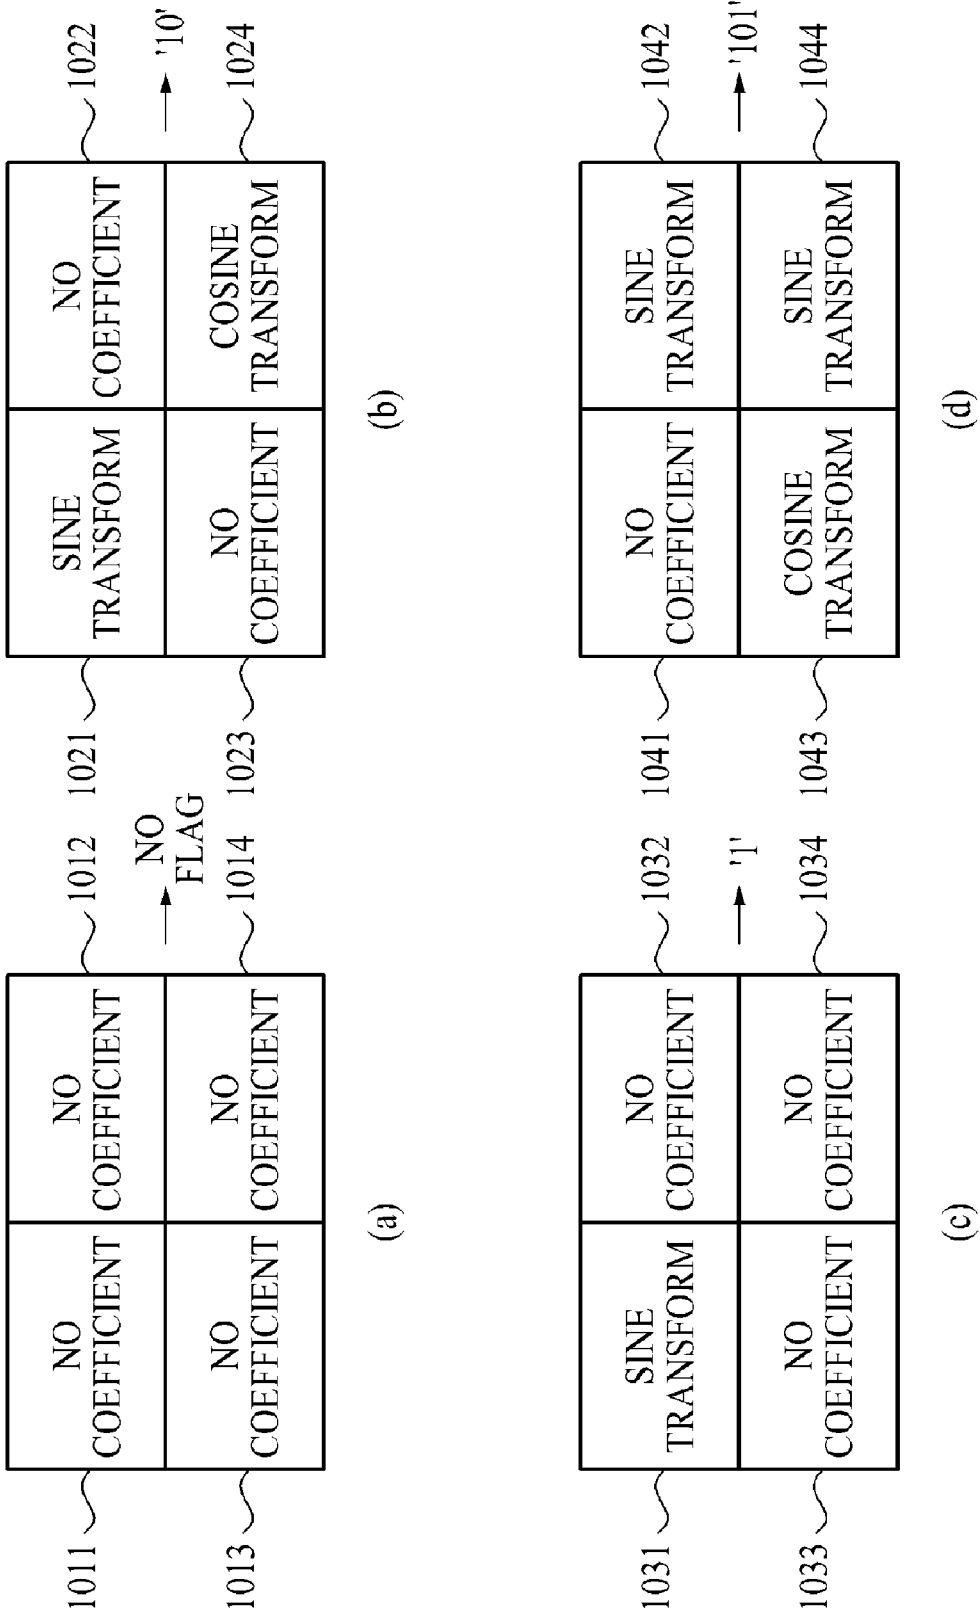 1011
NO
COEFFICIENT
NO
COEFFICIENT
1012
NO
FLAG
1013
NO
COEFFICIENT
NO
COEFFICIENT
1014
(a)
1021
SINE
TRANSFORM
NO
COEFFICIENT
1022
'10'
1023
NO
COEFFICIENT
COSINE
TRANSFORM
1024
(b)
1031
SINE
TRANSFORM
NO
COEFFICIENT
1032
'1'
1033
NO
COEFFICIENT
NO
COEFFICIENT
1034
(c)
1041
NO
COEFFICIENT
SINE
TRANSFORM
1042
'101'
1043
COSINE
TRANSFORM
SINE
TRANSFORM
1044
(d)